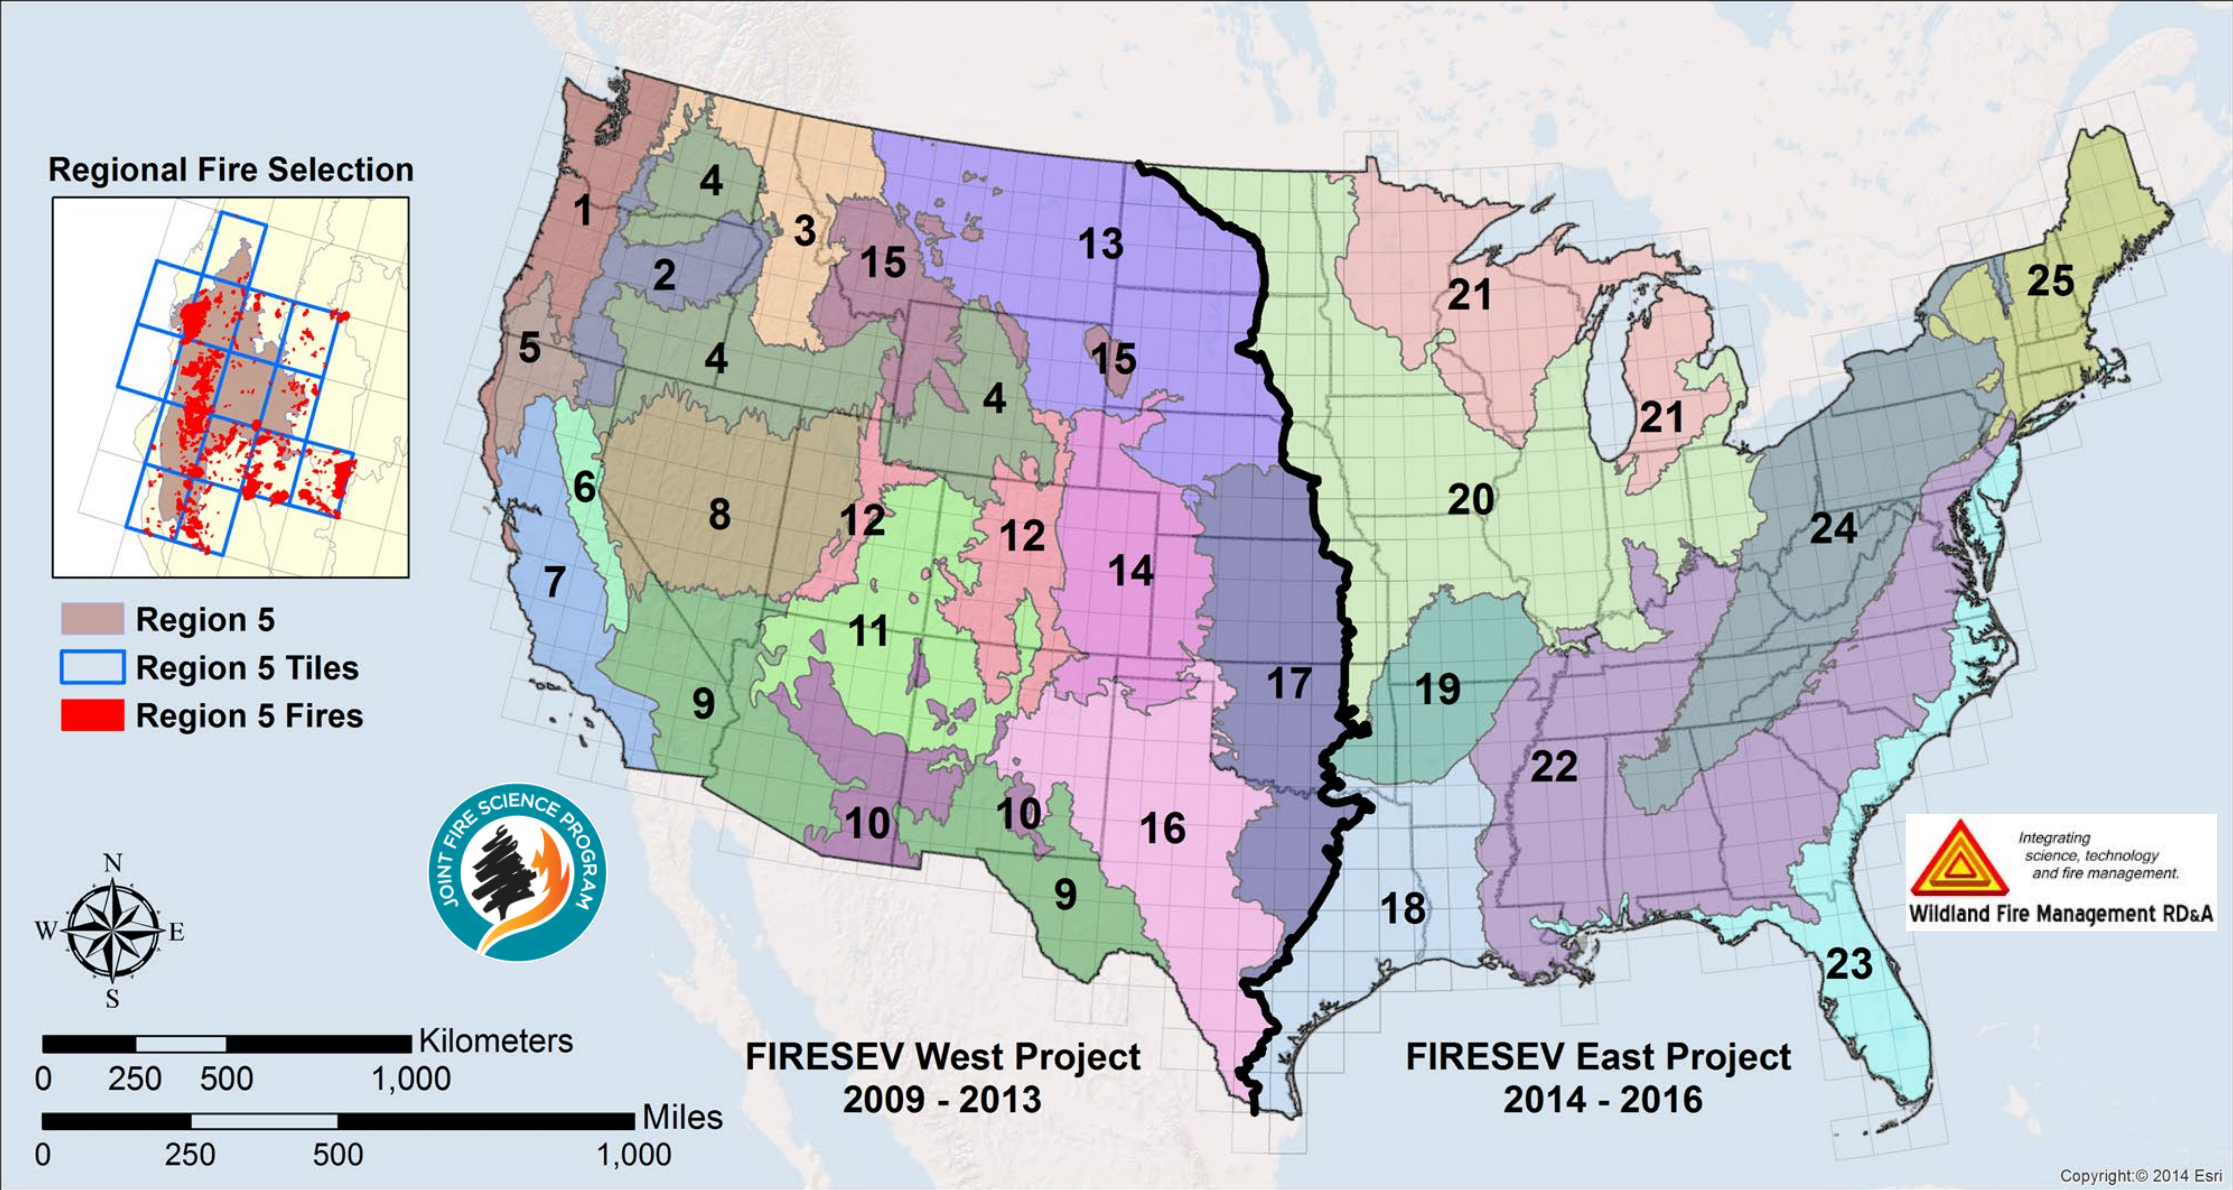 Regional Fire Selection
Region 5
Region 5 Tiles
Region 5 Fires
N
W E
S
Kilometers
0 250 500 1,000
Miles
0 250 500 1,000
JOINT FIRE SCIENCE PROGRAM
1
2
3
4
4
4
5
6
7
8
9
9
10
10
11
12
12
13
14
15
15
16
17
18
19
20
21
21
22
23
24
25
FIRESEV West Project
2009 - 2013
FIRESEV East Project
2014 - 2016
Integrating
science, technology
and fire management.
Wildland Fire Management RD&A
Copyright:© 2014 Esri